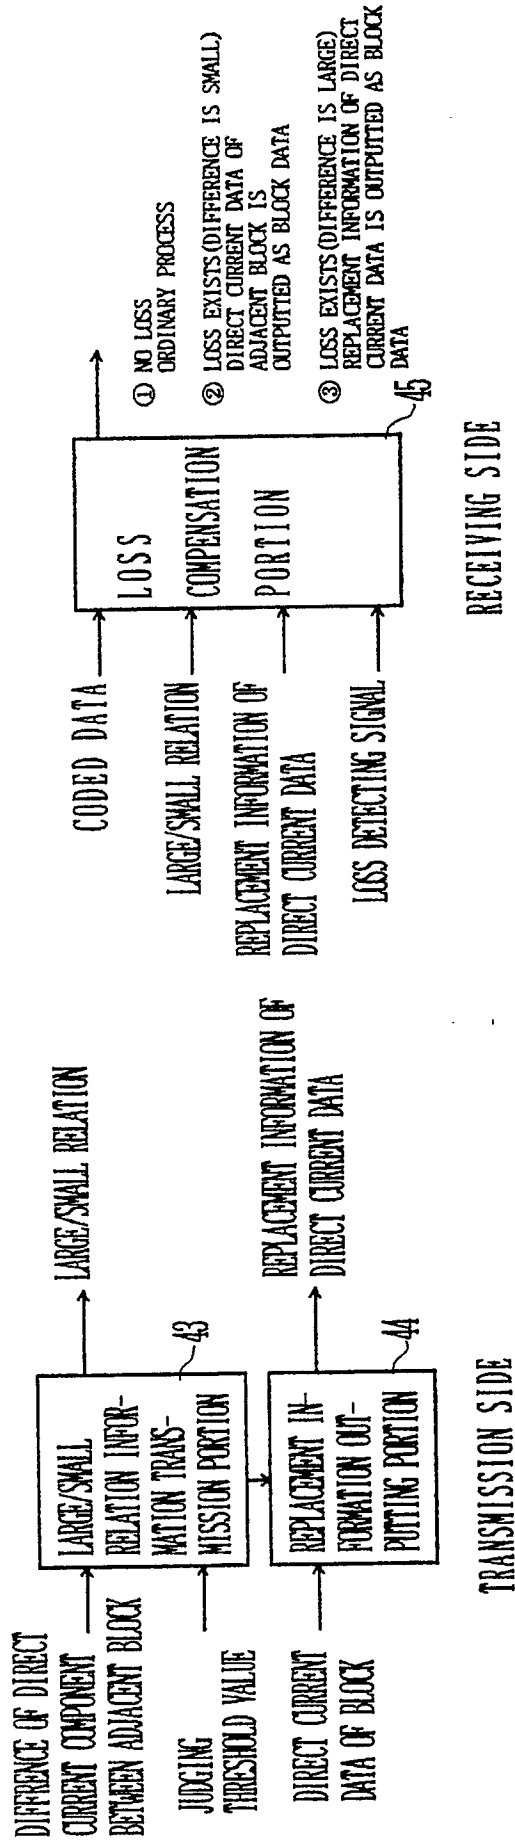 DIFFRENCE OF DIRECT
CURRENT COMPONENT
BETWEEN ADJACENT BLOCK
JUDGING
THRESHOLD VALUE
DIRECT CURRENT
DATA OF BLOCK
LARGE/SMALL
RELATION INFOR-
MATION TRANS-
MISSION PORTION
43
REPLACEMENT IN-
FORMATION OUT-
PUTTING PORTION
44
LARGE/SMALL RELATION
REPLACEMENT INFORMATION OF
DIRECT CURRENT DATA
TRANSMISSION SIDE
CODED DATA
LARGE/SMALL RELATION
REPLACEMENT INFORMATION OF
DIRECT CURRENT DATA
LOSS DETECTING SIGNAL
LOSS
COMPENSATION
PORTION
45
① NO LOSS
ORDINARY PROCESS
② LOSS EXISTS(DIFFERENCE IS SMALL)
DIRECT CURRENT DATA OF
ADJACENT BLOCK IS
OUTPUTTED AS BLOCK DATA
③ LOSS EXISTS(DIFFERENCE IS LARGE)
REPLACEMENT INFORMATION OF DIRECT
CURRENT DATA IS OUTPUTTED AS BLOCK
DATA
RECEIVING SIDE